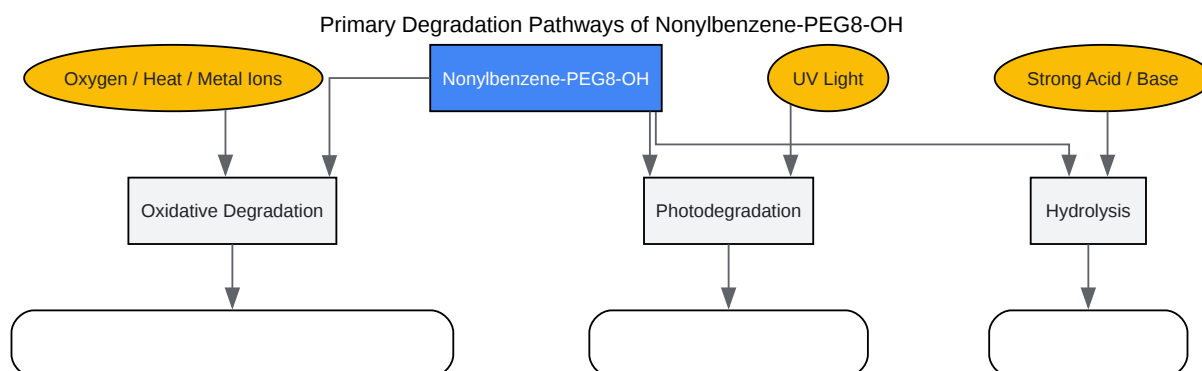 Primary Degradation Pathways of Nonylbenzene-PEG8-OH
Oxygen / Heat / Metal Ions
Nonylbenzene-PEG8-OH
UV Light
Strong Acid / Base
Oxidative Degradation
Photodegradation
Hydrolysis